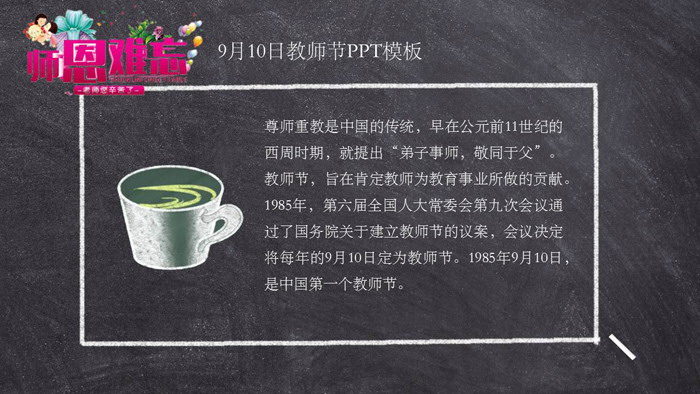 师恩难忘
-老师您辛苦了-
9月10日教师节PPT模板
尊师重教是中国的传统，早在公元前11世纪的
西周时期，就提出“弟子事师，敬同于父”。
教师节，旨在肯定教师为教育事业所做的贡献。
1985年，第六届全国人大常委会第九次会议通
过了国务院关于建立教师节的议案，会议决定
将每年的9月10日定为教师节。1985年9月10日，
是中国第一个教师节。